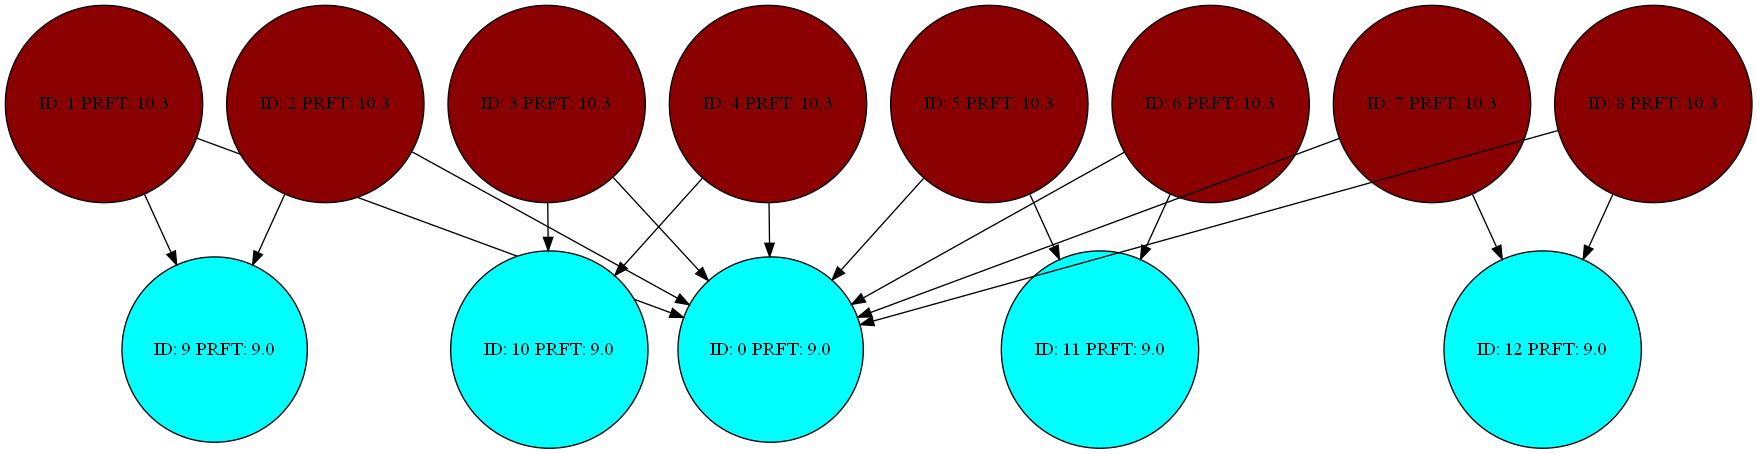 ID: 1 PRFT: 10.3
ID: 2 PRFT: 10.3
ID: 3 PRFT: 10.3
ID: 4 PRFT: 10.3
ID: 5 PRFT: 10.3
ID: 6 PRFT: 10.3
ID: 7 PRFT: 10.3
ID: 8 PRFT: 10.3
ID: 9 PRFT: 9.0
ID: 10 PRFT: 9.0
ID: 0 PRFT: 9.0
ID: 11 PRFT: 9.0
ID: 12 PRFT: 9.0